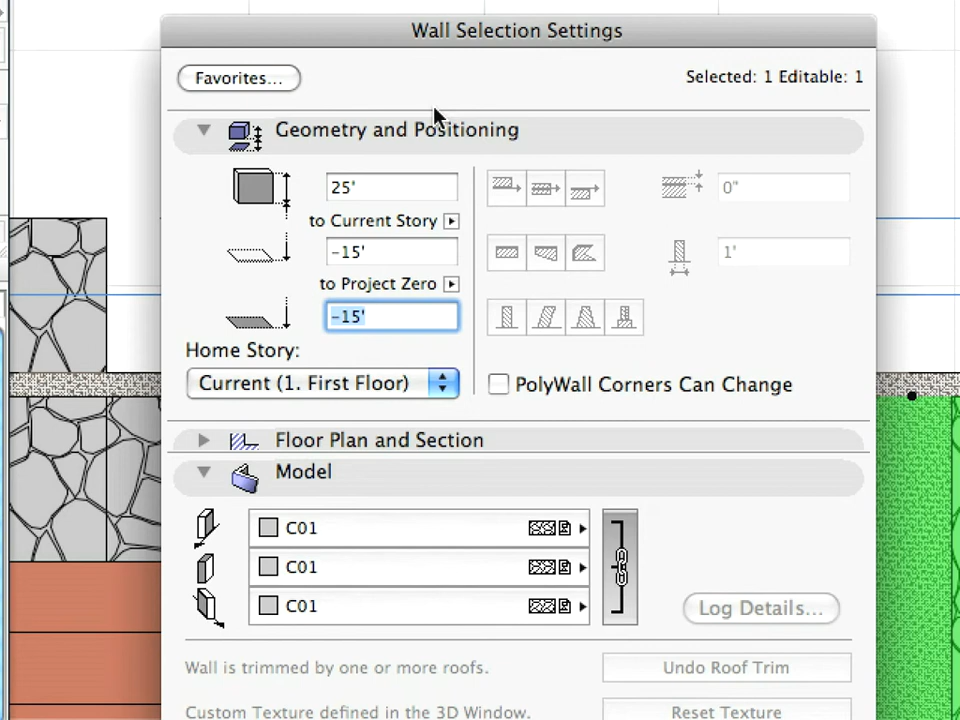 Wall Selection Settings
Favorites...
Selected: 1 Editable: 1
Geometry and Positioning
25'
0"
to Current Story
-15'
1'
to Project Zero
-15'
Home Story:
Current (1. First Floor)
PolyWall Corners Can Change
Floor Plan and Section
Model
C01
C01
C01
Log Details...
Wall is trimmed by one or more roofs.
Undo Roof Trim
Custom Texture defined in the 3D Window.
Reset Texture